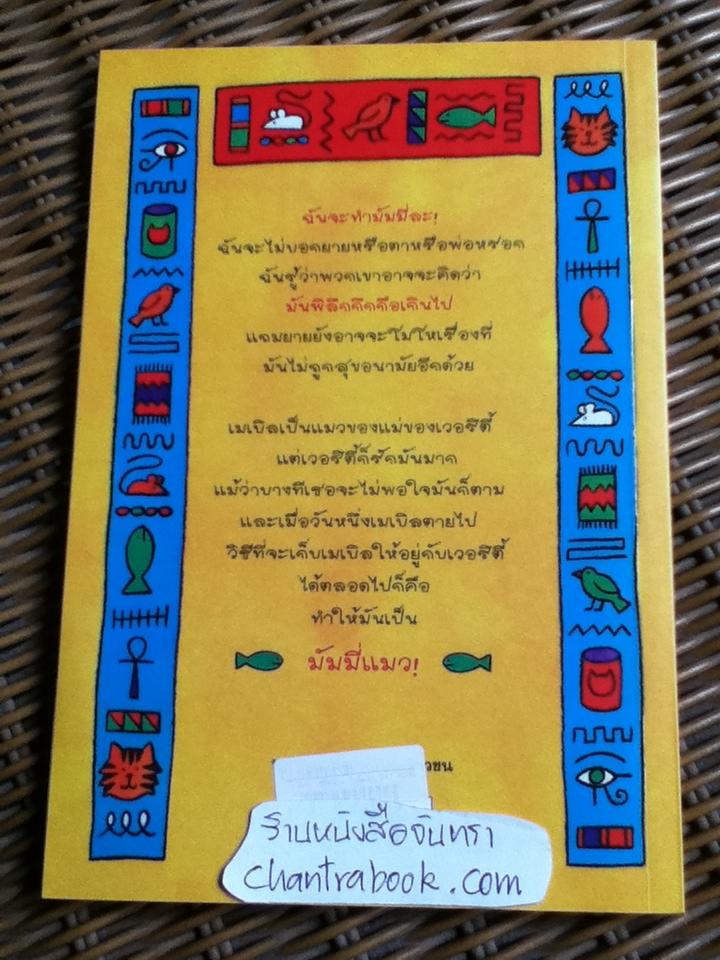 ฉันจะทำมัมมี่ละ!
ฉันจะไม่บอกยายหรือตาหรือพ่อหรอก
ฉันรู้ว่าพวกเขาอาจจะคิดว่า
มันพิลึกกึกกือเกินไป
แถมยายยังอาจจะโมโหเรื่องที่
มันไม่ถูกสุขอนามัยอีกด้วย
เมเบิลเป็นแมวของแม่ของเวอริตี้
แต่เวอริตี้ก็รักมันมาก
แม้ว่าบางทีเธอจะไม่พอใจมันก็ตาม
และเมื่อวันหนึ่งเมเบิลตายไป
วิธีที่จะเก็บเมเบิลให้อยู่กับเวอริตี้
ได้ตลอดไปก็คือ
ทำให้มันเป็น
มัมมี่แมว!
ร้านหนังสือจันทรา
chantrabook.com